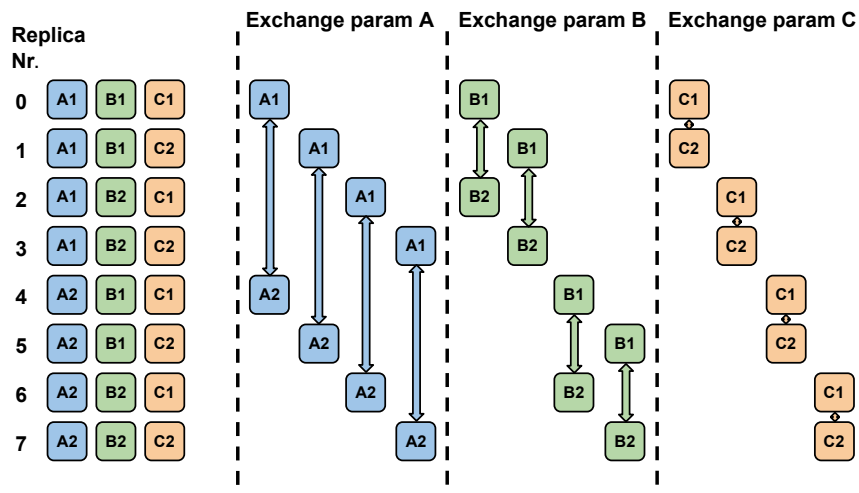 Exchange param A Exchange param B Exchange param C
Replica
Nr.
0 A1 B1 C1 A1 B1 C1
1 A1 B1 C2 A1 B1 C2
2 A1 B2 C1 A1 B2 C1
3 A1 B2 C2 A1 B2 C2
4 A2 B1 C1 A2 B1 C1
5 A2 B1 C2 A2 B1 C2
6 A2 B2 C1 A2 B2 C1
7 A2 B2 C2 A2 B2 C2